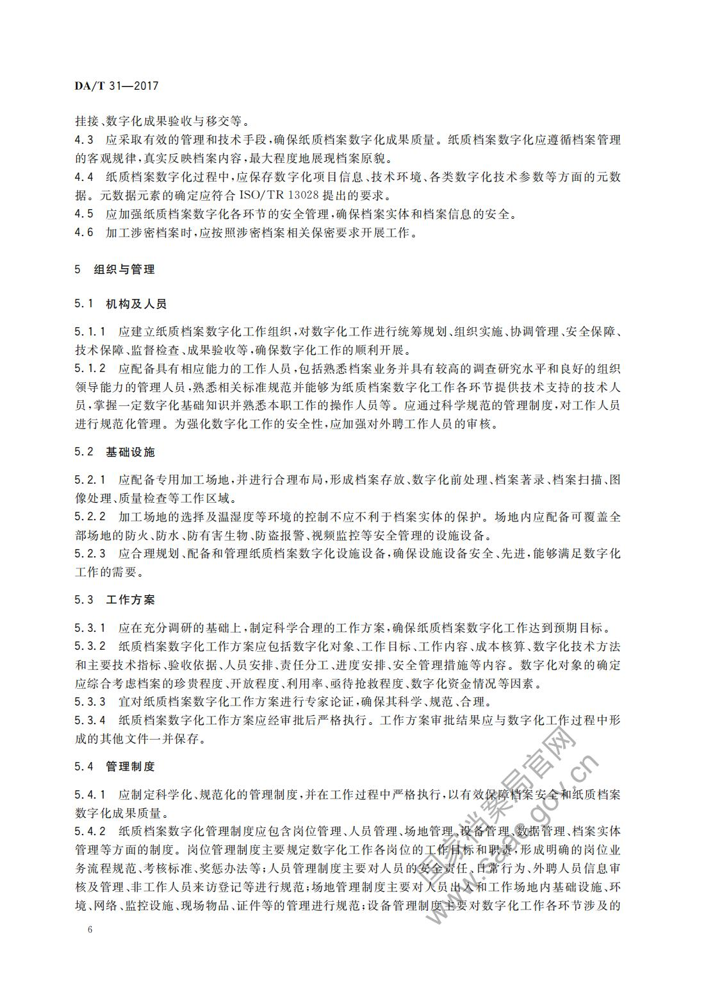 DA/T 31—2017
挂接、数字化成果验收与移交等。
4.3 应采取有效的管理和技术手段,确保纸质档案数字化成果质量。纸质档案数字化应遵循档案管理
的客观规律,真实反映档案内容,最大程度地展现档案原貌。
4.4 纸质档案数字化过程中,应保存数字化项目信息、技术环境、各类数字化技术参数等方面的元数
据。元数据元素的确定应符合 ISO/TR 13028 提出的要求。
4.5 应加强纸质档案数字化各环节的安全管理,确保档案实体和档案信息的安全。
4.6 加工涉密档案时,应按照涉密档案相关保密要求开展工作。
5 组织与管理
5.1 机构及人员
5.1.1 应建立纸质档案数字化工作组织,对数字化工作进行统筹规划、组织实施、协调管理、安全保障、
技术保障、监督检查、成果验收等,确保数字化工作的顺利开展。
5.1.2 应配备具有相应能力的工作人员,包括熟悉档案业务并具有较高的调查研究水平和良好的组织
领导能力的管理人员,熟悉相关标准规范并能够为纸质档案数字化工作各环节提供技术支持的技术人
员,掌握一定数字化基础知识并熟悉本职工作的操作人员等。应通过科学规范的管理制度,对工作人员
进行规范化管理。为强化数字化工作的安全性,应加强对外聘工作人员的审核。
5.2 基础设施
5.2.1 应配备专用加工场地,并进行合理布局,形成档案存放、数字化前处理、档案著录、档案扫描、图
像处理、质量检查等工作区域。
5.2.2 加工场地的选择及温湿度等环境的控制不应不利于档案实体的保护。场地内应配备可覆盖全
部场地的防火、防水、防有害生物、防盗报警、视频监控等安全管理的设施设备。
5.2.3 应合理规划、配备和管理纸质档案数字化设施设备,确保设施设备安全、先进,能够满足数字化
工作的需要。
5.3 工作方案
5.3.1 应在充分调研的基础上,制定科学合理的工作方案,确保纸质档案数字化工作达到预期目标。
5.3.2 纸质档案数字化工作方案应包括数字化对象、工作目标、工作内容、成本核算、数字化技术方法
和主要技术指标、验收依据、人员安排、责任分工、进度安排、安全管理措施等内容。数字化对象的确定
应综合考虑档案的珍贵程度、开放程度、利用率、亟待抢救程度、数字化资金情况等因素。
5.3.3 宜对纸质档案数字化工作方案进行专家论证,确保其科学、规范、合理。
5.3.4 纸质档案数字化工作方案应经审批后严格执行。工作方案审批结果应与数字化工作过程中形
成的其他文件一并保存。
5.4 管理制度
5.4.1 应制定科学化、规范化的管理制度,并在工作过程中严格执行,以有效保障档案安全和纸质档案
数字化成果质量。
5.4.2 纸质档案数字化管理制度应包含岗位管理、人员管理、场地管理、设备管理、数据管理、档案实体
管理等方面的制度。岗位管理制度主要规定数字化工作各岗位的工作目标和职责,形成明确的岗位业
务流程规范、考核标准、奖惩办法等;人员管理制度主要对人员的安全责任、日常行为、外聘人员信息审
核及管理、非工作人员来访登记等进行规范;场地管理制度主要对人员出入和工作场地内基础设施、环
境、网络、监控设施、现场物品、证件等的管理进行规范;设备管理制度主要对数字化工作各环节涉及的
6
国家档案局官网
www.saac.gov.cn